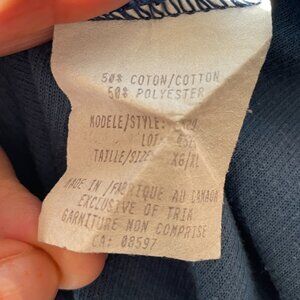 50% COTON/COTTON
50% POLYESTER
MODELE/STYLE:
LOT:
TAILLE/SIZE: XG/XL
MADE IN/FABRIQUE AU CANADA
EXCLUSIVE OF TRIM
GARNITURE NON COMPRISE
CA: 08597